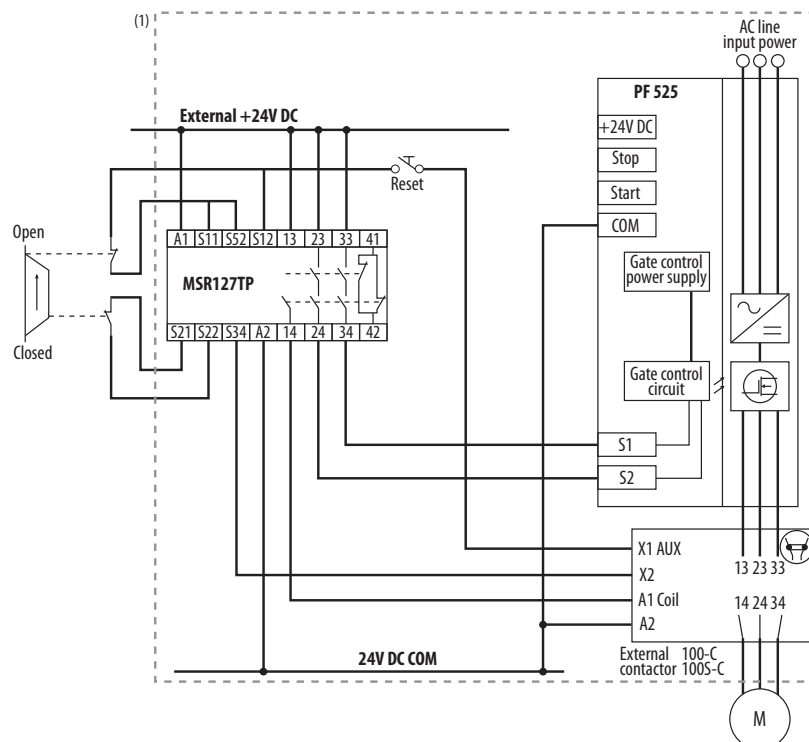 (1)
AC line
input power
External +24V DC
PF 525
+24V DC
Stop
Reset
Start
COM
Open
A1 S11 S52 S12 13 23 33 41
MSR127TP
Gate control
power supply
S21 S22 S34 A2 14 24 34 42
Closed
Gate control
circuit
S1
S2
X1 AUX
13 23 33
X2
A1 Coil
14 24 34
A2
24V DC COM
External 100-C
contactor 100S-C
M